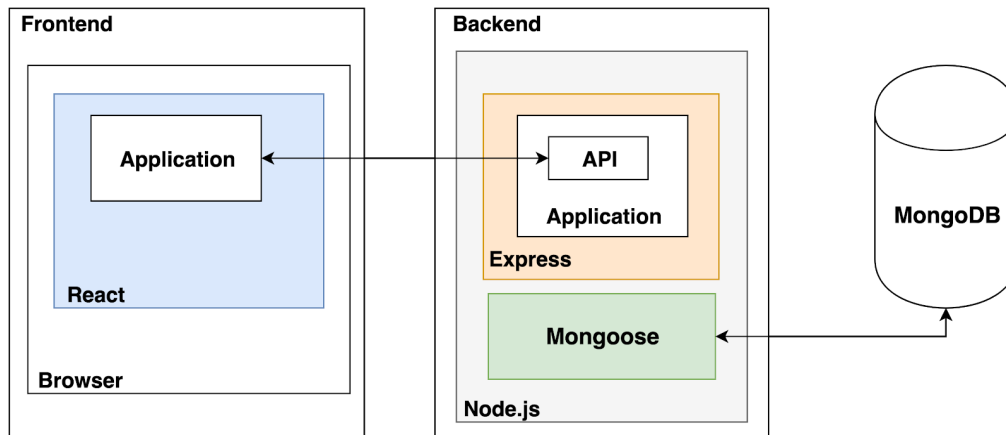 Frontend
Application
React
Browser
Backend
API
Application
Express
Mongoose
Node.js
MongoDB